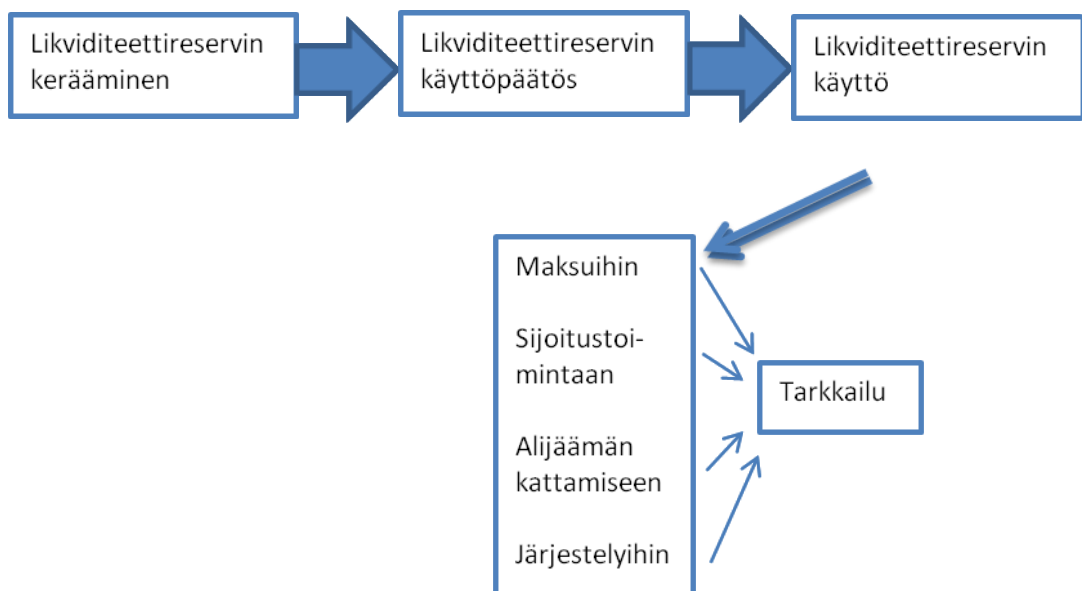 Likviditeettireservin
kerääminen
Likviditeettireservin
käyttöpäätös
Likviditeettireservin
käyttö
Maksuihin
Sijoitustoi-
mintaan
Alijäämän
kattamiseen
Järjestelyihin
Tarkkailu